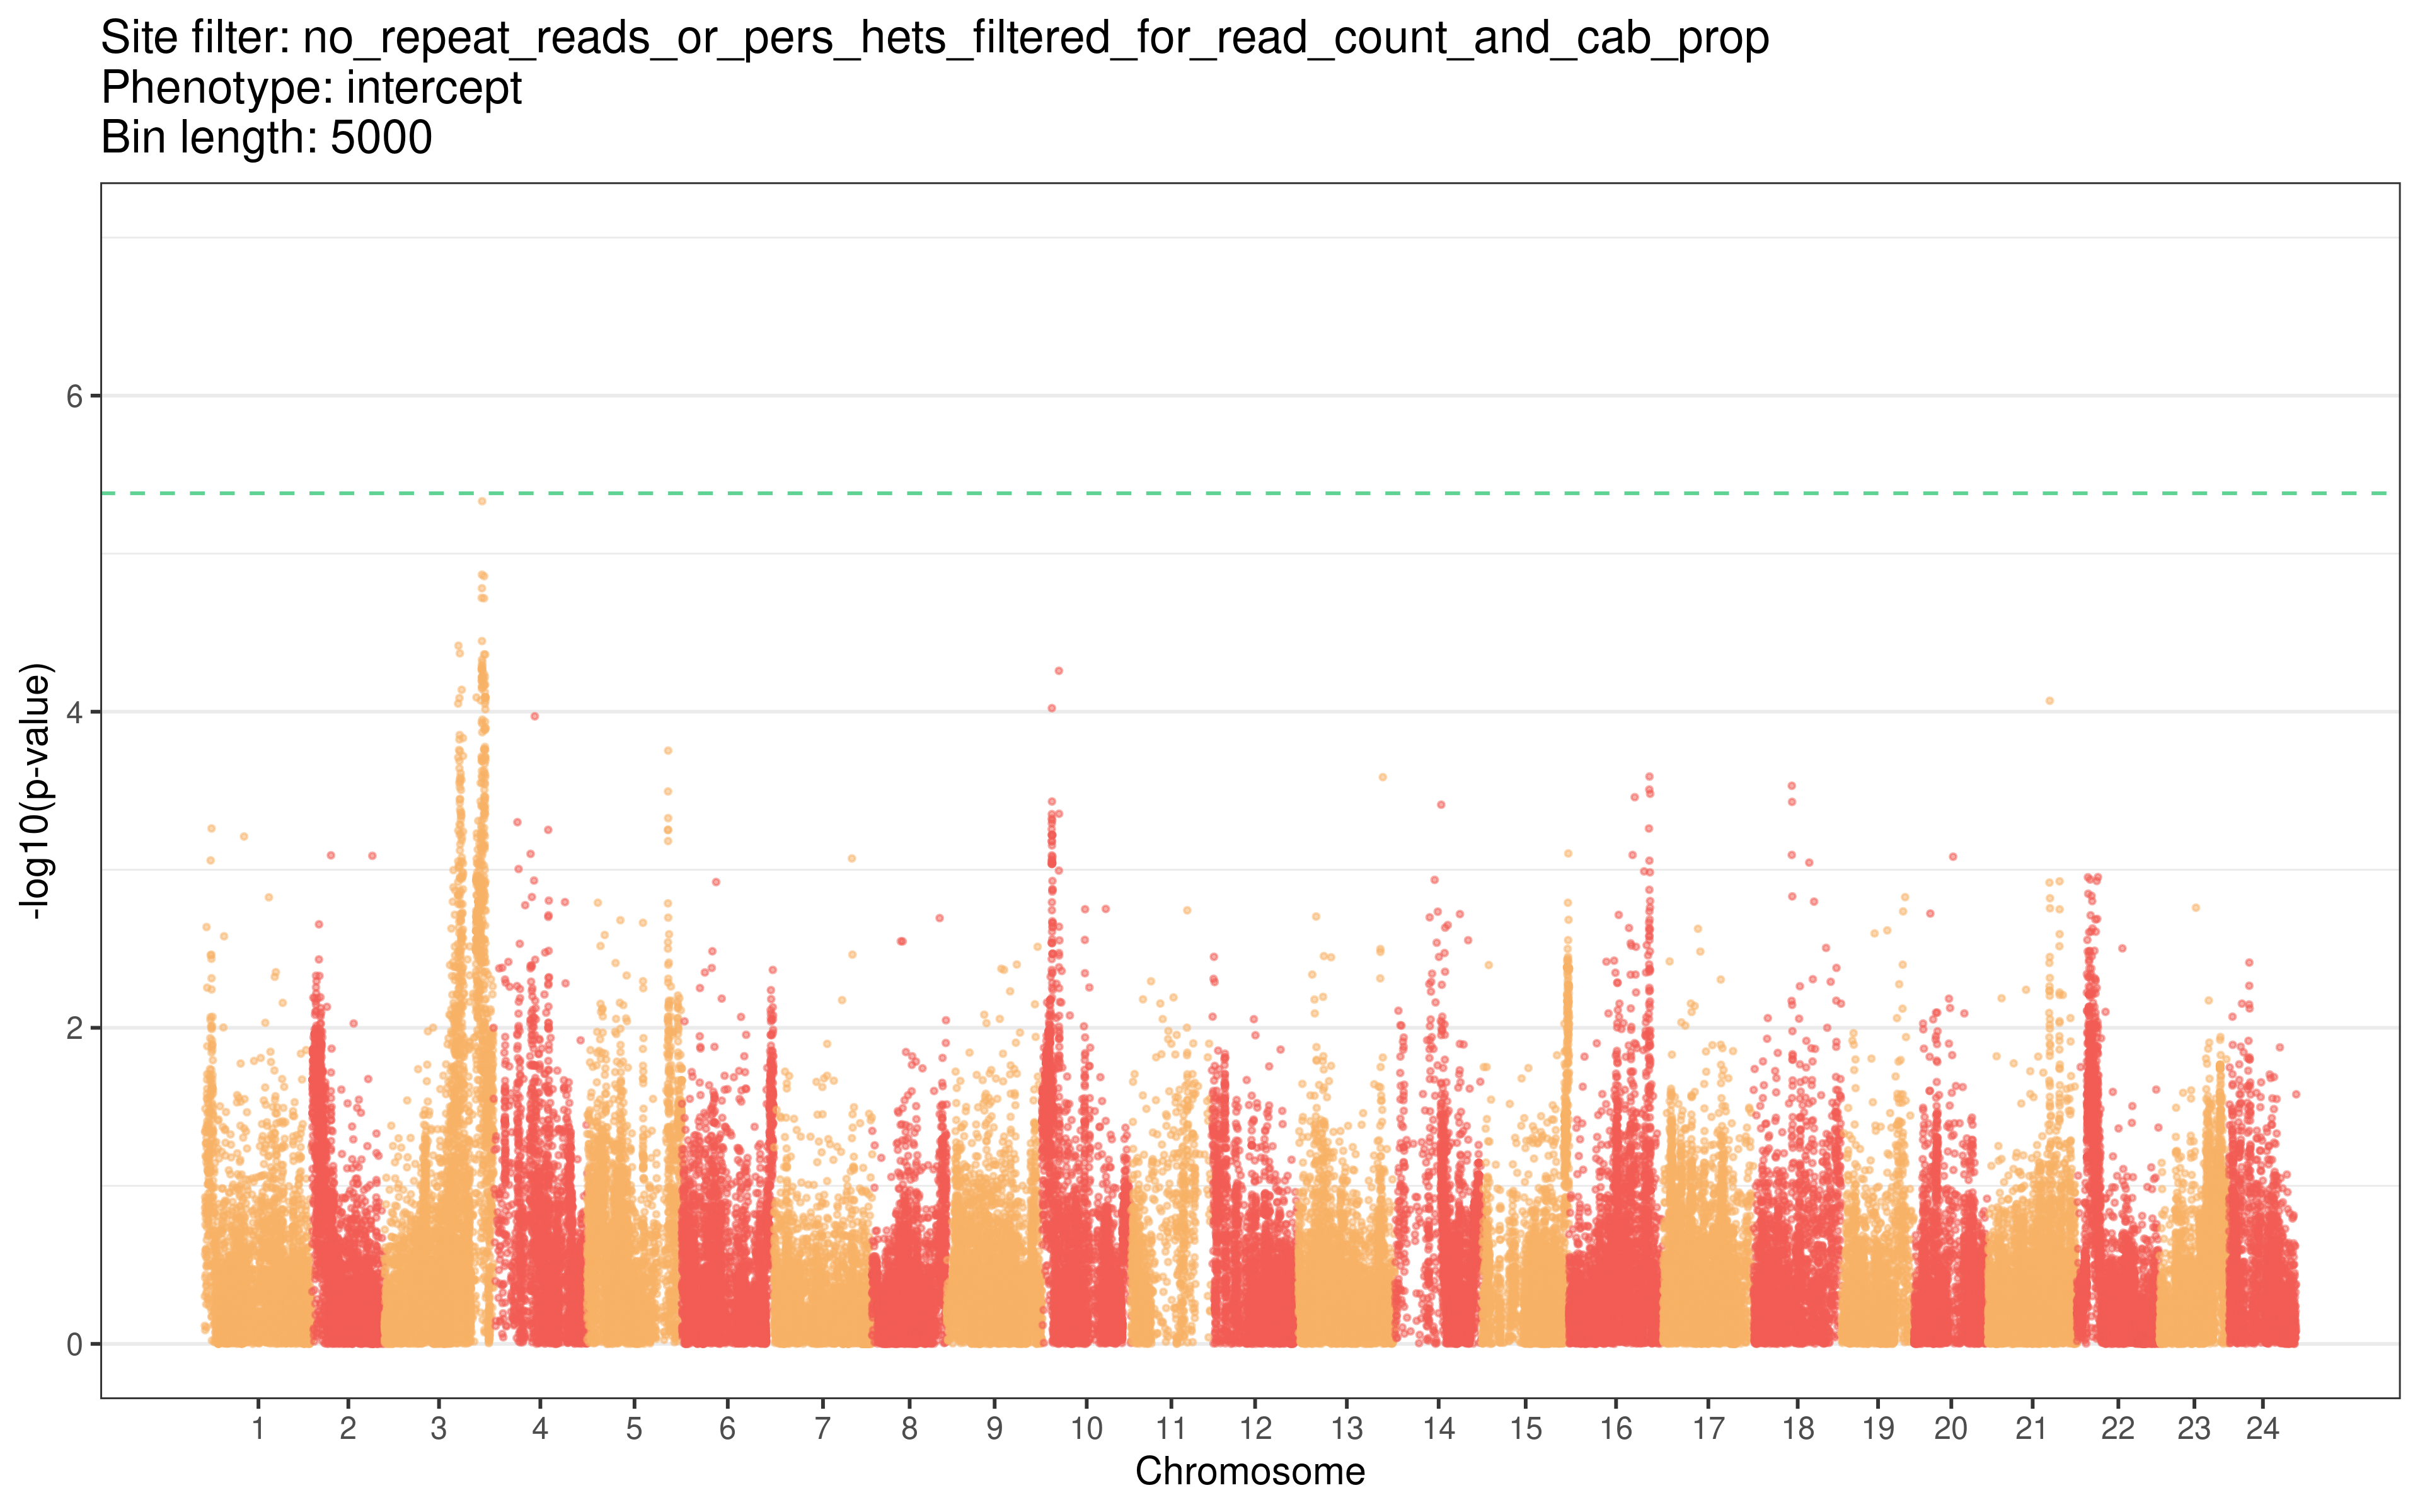 Site filter: no_repeat_reads_or_pers_hets_filtered_for_read_count_and_cab_prop
Phenotype: intercept
Bin length: 5000
6
4
2
0
-log10(p-value)
1 2 3 4 5 6 7 8 9 10 11 12 13 14 15 16 17 18 19 20 21 22 23 24
Chromosome